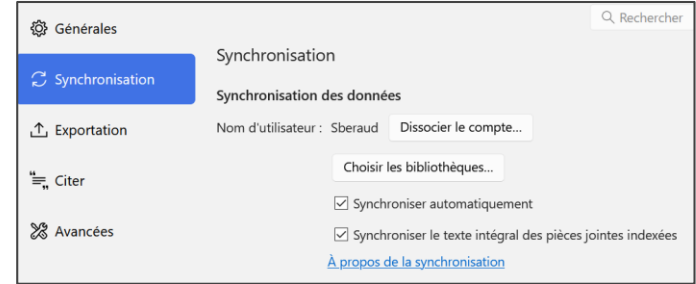 Rechercher
Générales
Synchronisation
Exportation
Citer
Avancées
Synchronisation
Synchronisation des données
Nom d'utilisateur : Sberaud Dissocier le compte...
Choisir les bibliothèques...
Synchroniser automatiquement
Synchroniser le texte intégral des pièces jointes indexées
À propos de la synchronisation